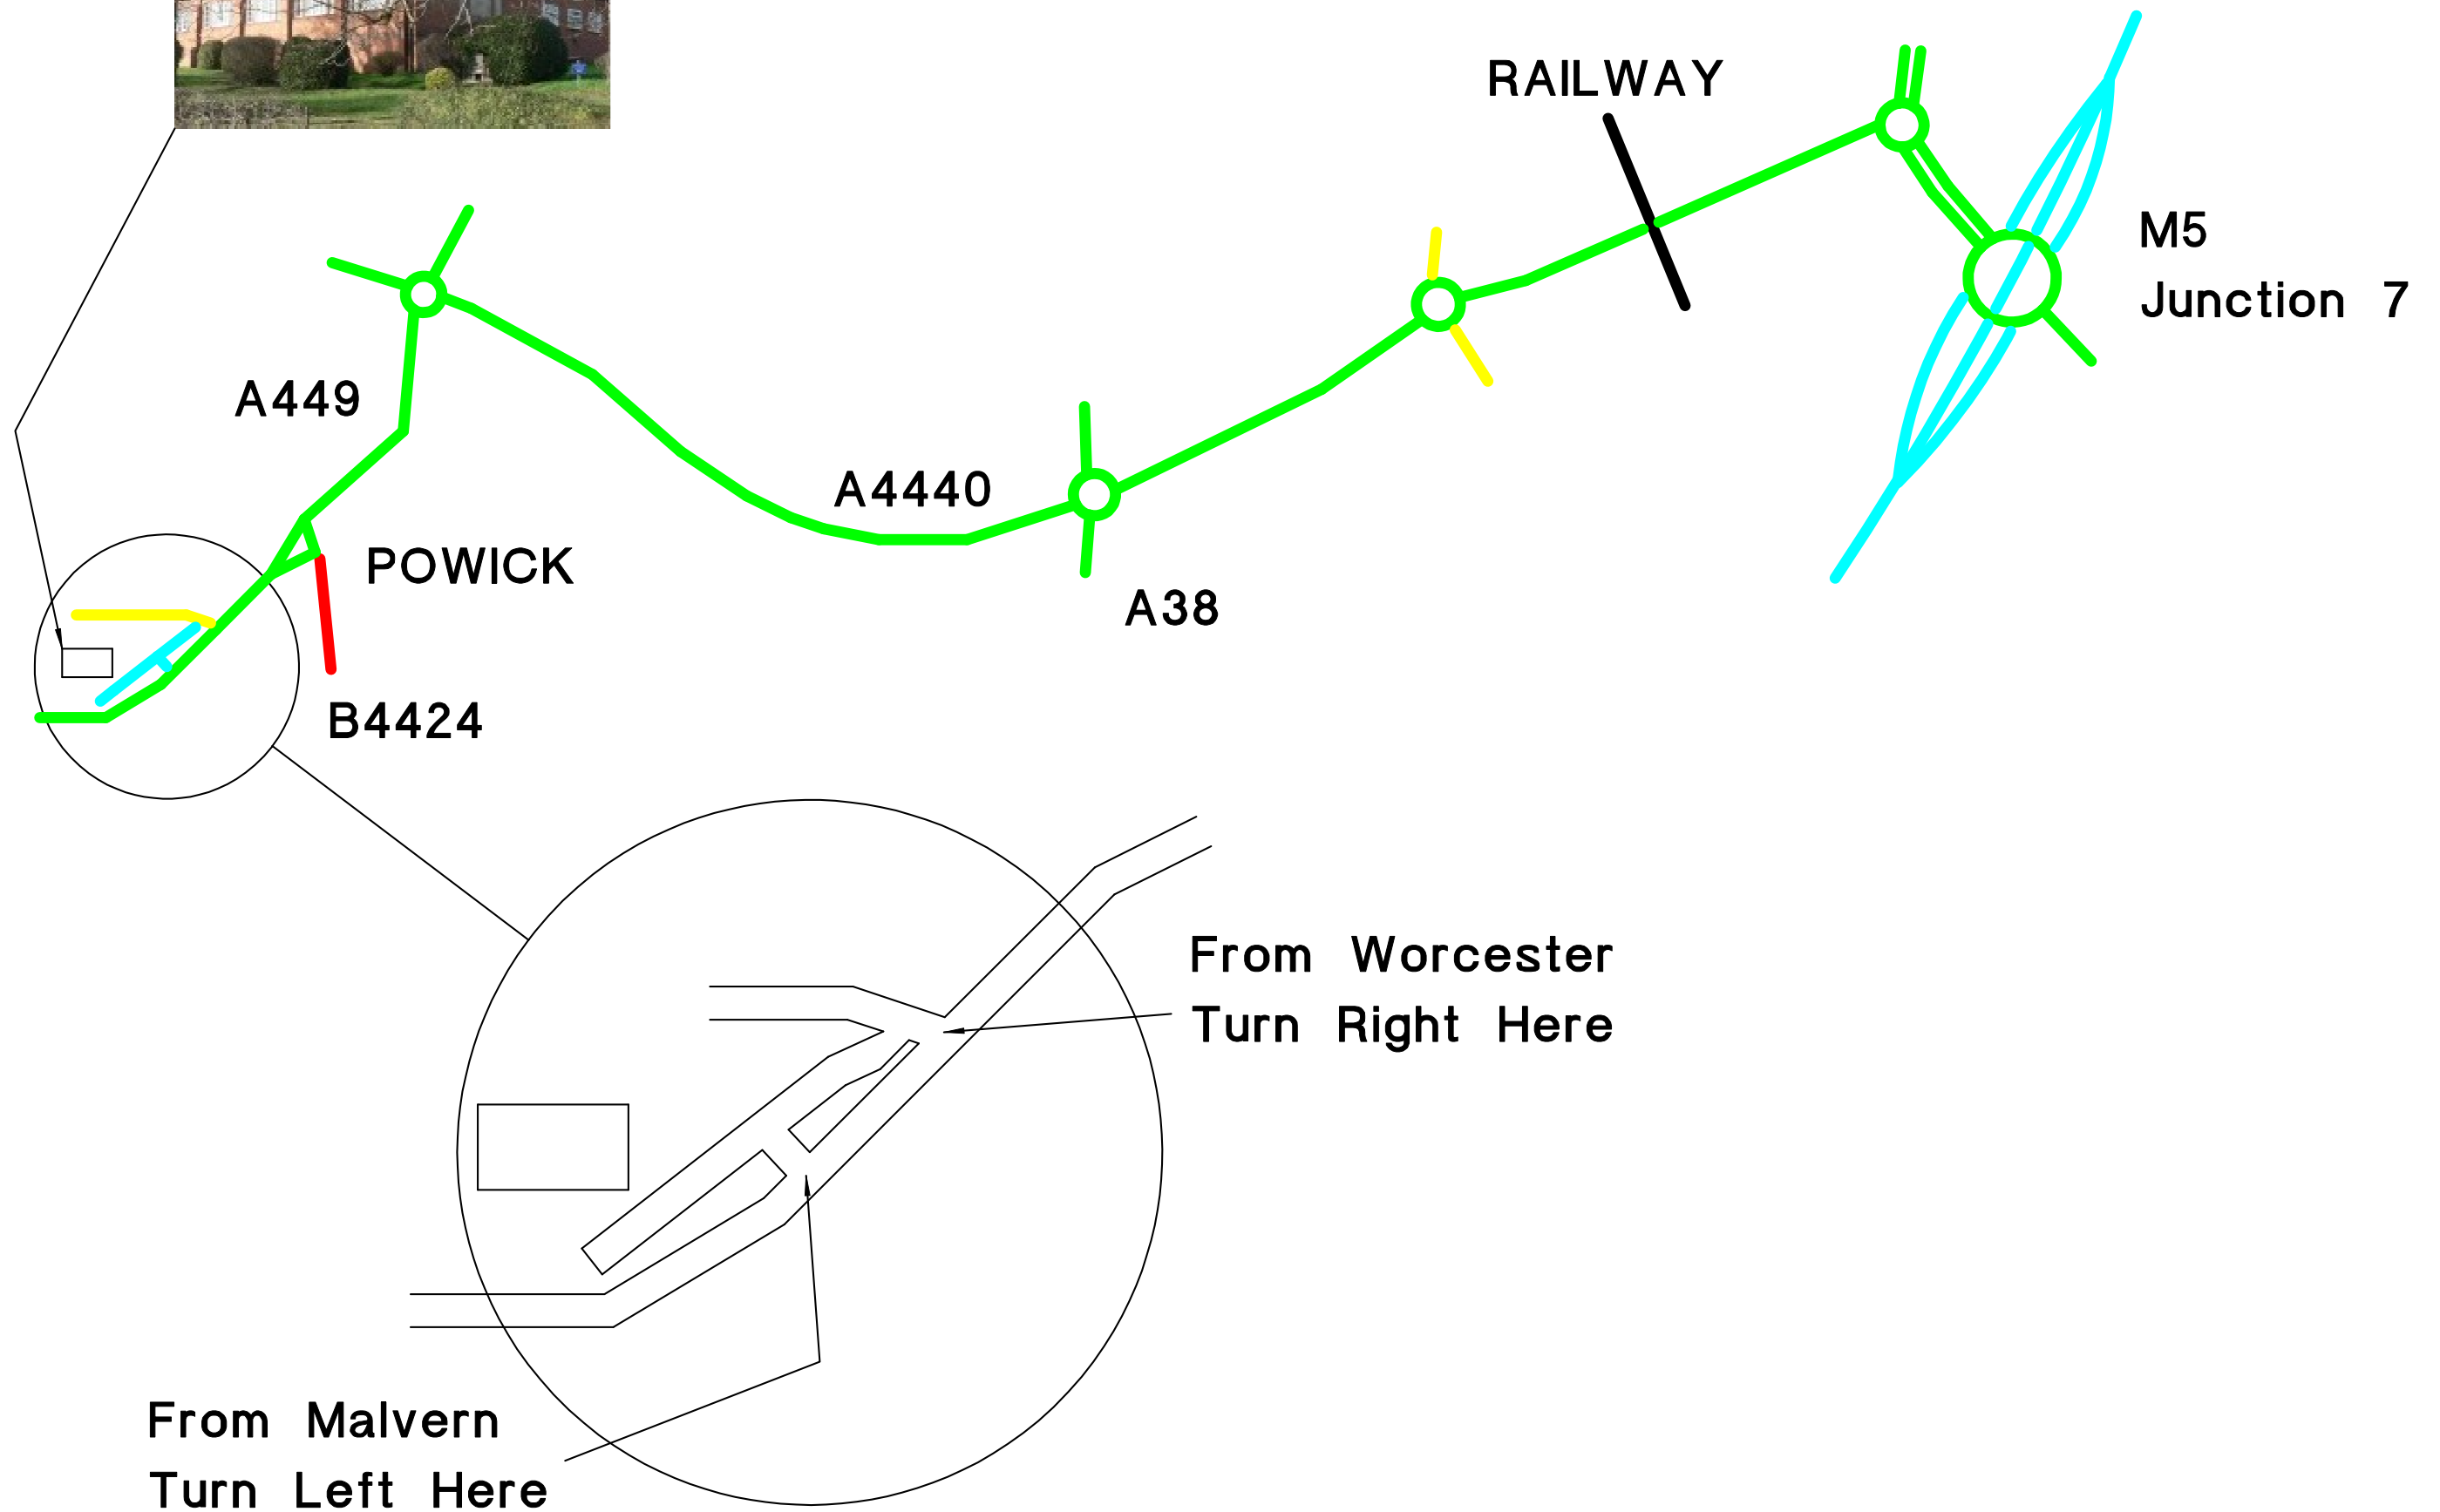 RAILWAY
M5
Junction 7
A449
A4440
POWICK
A38
B4424
From Worcester
Turn Right Here
From Malvern
Turn Left Here